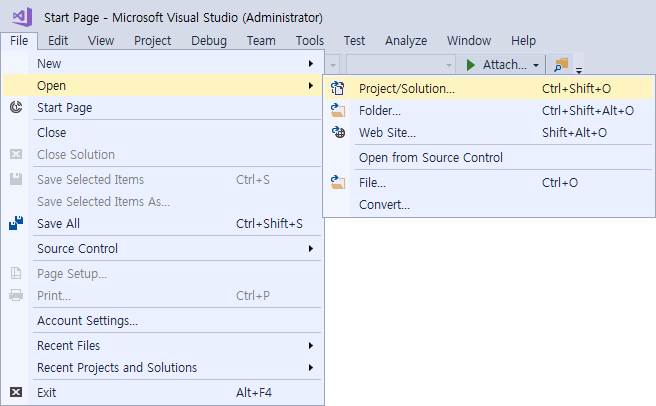 Start Page - Microsoft Visual Studio (Administrator)
File Edit View Project Debug Team Tools Test Analyze Window Help
Attach...
New
Open
Start Page
Close
Close Solution
Save Selected Items Ctrl+S
Save Selected Items As...
Save All Ctrl+Shift+S
Source Control
Page Setup...
Print... Ctrl+P
Account Settings...
Recent Files
Recent Projects and Solutions
Exit Alt+F4
Project/Solution... Ctrl+Shift+O
Folder... Ctrl+Shift+Alt+O
Web Site... Shift+Alt+O
Open from Source Control
File... Ctrl+O
Convert...